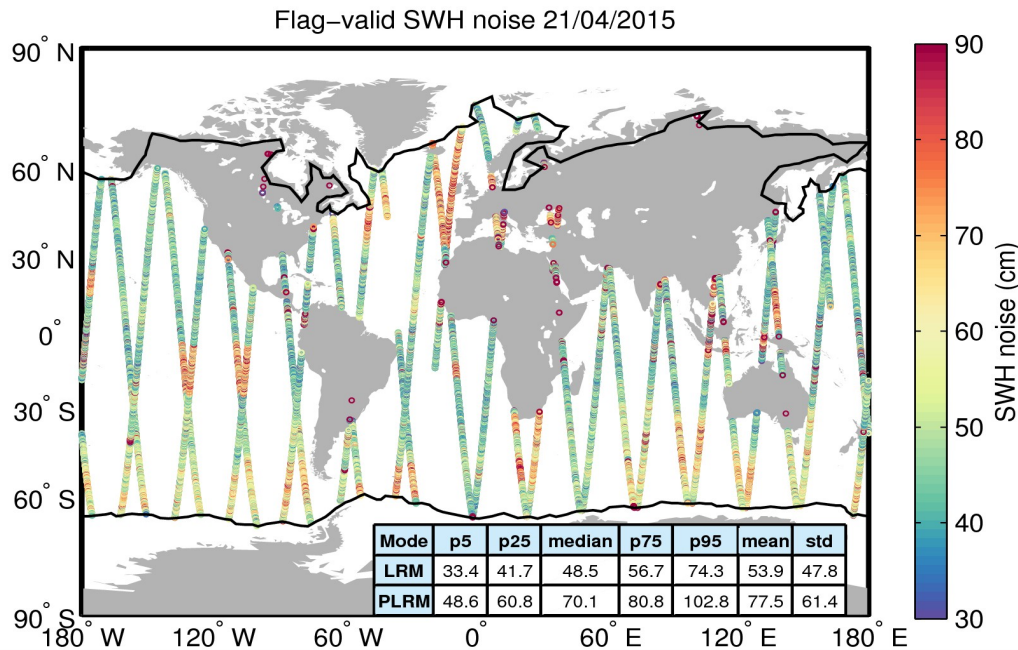 Flag–valid SWH noise 21/04/2015
90° N
60° N
30° N
0°
30° S
60° S
90° S
180° W
120° W
60° W
0°
60° E
120° E
180° E
Mode p5 p25 median p75 p95 mean std
LRM 33.4 41.7 48.5 56.7 74.3 53.9 47.8
PLRM 48.6 60.8 70.1 80.8 102.8 77.5 61.4
90
80
70
60
50
40
30
SWH noise (cm)